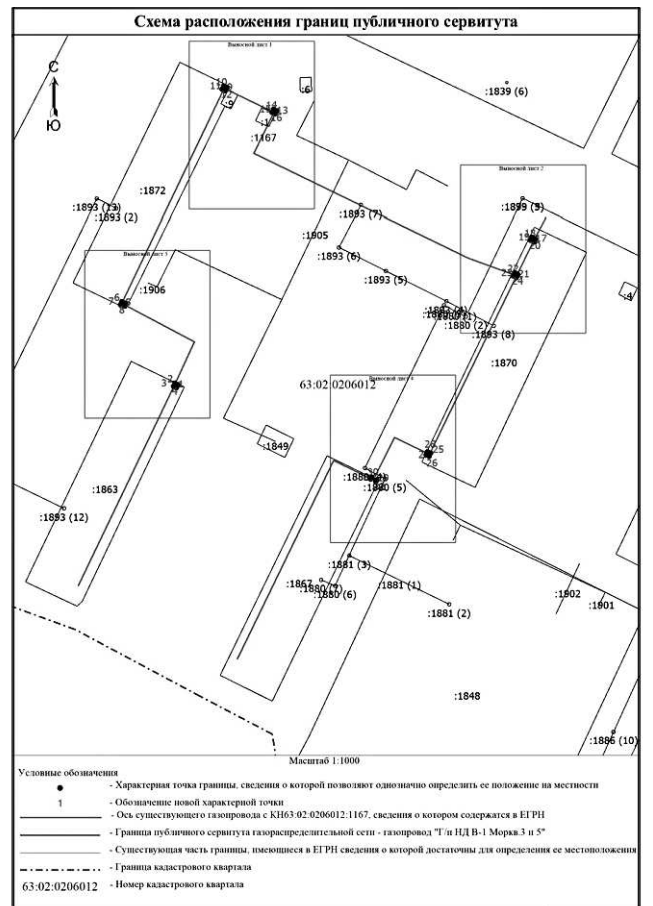 Схема расположения границ публичного сервитута
Выносной лист 1
С
Ю
:6
:1839 (6)
:9
:1
:1167
Выносной лист 2
:1872
:1893 (13)
:1893 (2)
:1893 (7)
:1905
:1893 (6)
:1893 (5)
Выносной лист 3
:1906
:1880 (2)
:1893 (8)
:1870
63:02:0206012
Выносной лист 4
:1849
:1863
:1893 (12)
:1880 (5)
:1881 (3)
:1867
:1880 (6)
:1881 (1)
:1881 (2)
:1902
:1901
:1848
:1886 (10)
Масштаб 1:1000
Условные обозначения
- Характерная точка границы, сведения о которой позволяют однозначно определить ее положение на местности
1 - Обозначение новой характерной точки
- Ось существующего газопровода с КН63:02:0206012:1167, сведения о котором содержатся в ЕГРН
- Граница публичного сервитута газораспределительной сети - газопровод "Г/п НД В-1 Моркв.3 и 5"
- Существующая часть границы, имеющиеся в ЕГРН сведения о которой достаточны для определения ее местоположения
- Граница кадастрового квартала
63:02:0206012 - Номер кадастрового квартала